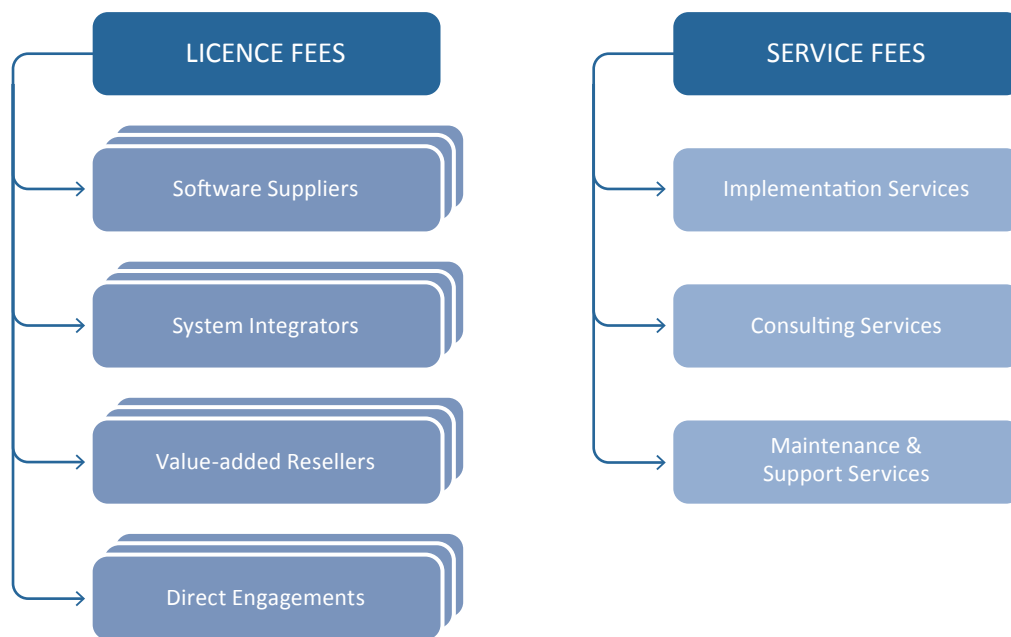 LICENCE FEES
Software Suppliers
System Integrators
Value-added Resellers
Direct Engagements
SERVICE FEES
Implementation Services
Consulting Services
Maintenance &
Support Services